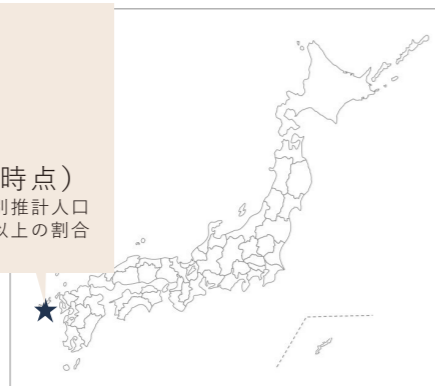 時点）
別推計人口
以上の割合